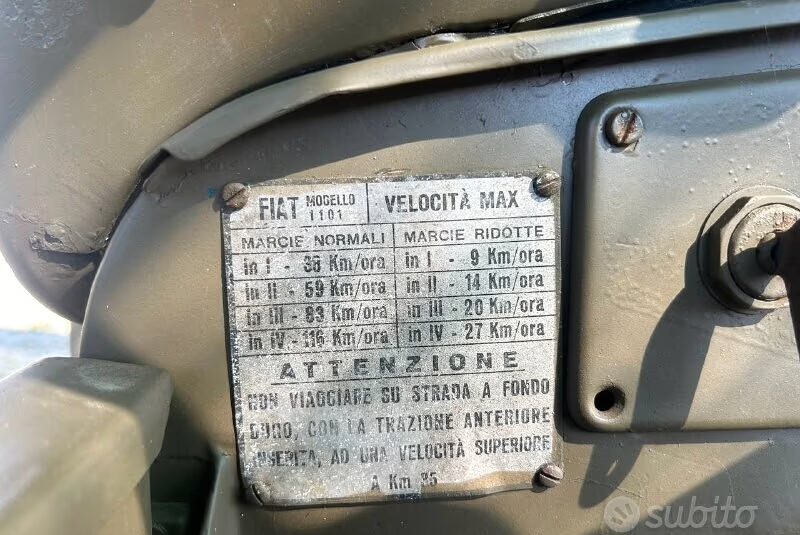 FIAT MODELLO 1101 VELOCITÀ MAX
MARCIE NORMALI MARCIE RIDOTTE
in I - 38 Km/ora in I - 9 Km/ora
in II - 59 Km/ora in II - 14 Km/ora
in III - 83 Km/ora in III - 20 Km/ora
in IV - 116 Km/ora in IV - 27 Km/ora
ATTENZIONE
NON VIAGGIARE SU STRADA A FONDO
DURO, CON LA TRAZIONE ANTERIORE
INSERITA, AD UNA VELOCITÀ SUPERIORE
A Km
subito